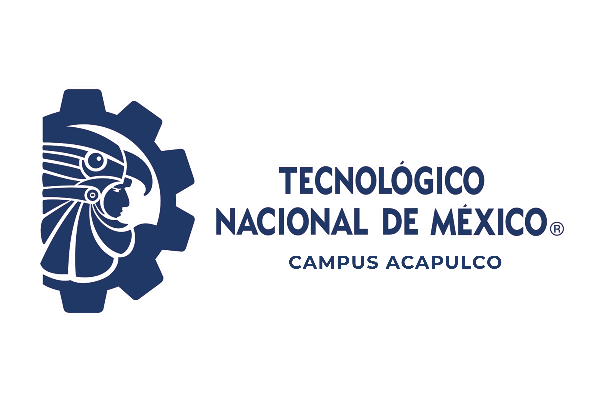 TECNOLÓGICO
NACIONAL DE MÉXICO®
CAMPUS ACAPULCO